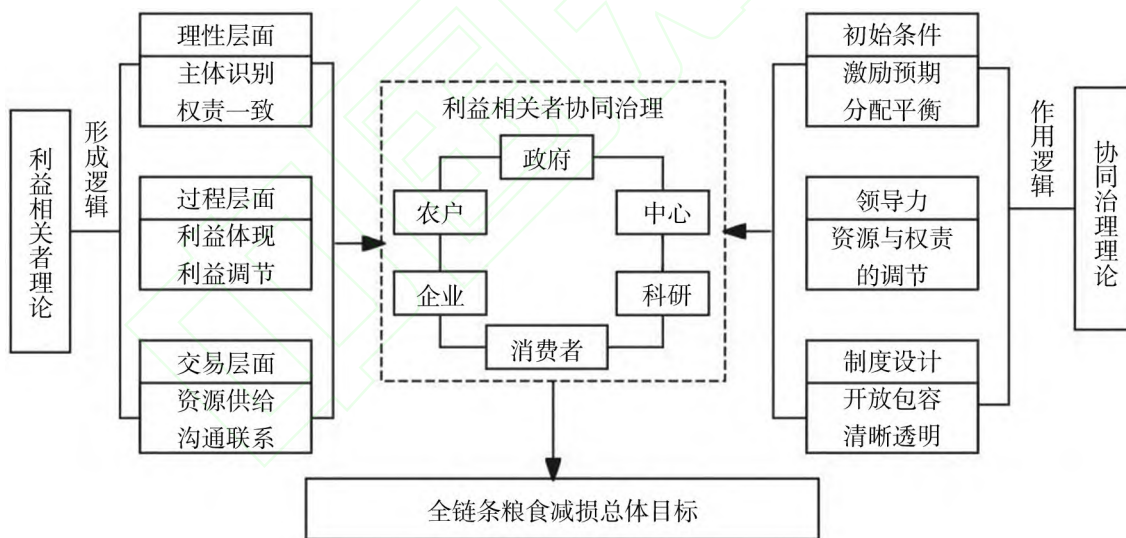 利益相关者理论
形成逻辑
理性层面
主体识别
权责一致
过程层面
利益体现
利益调节
交易层面
资源供给
沟通联系
利益相关者协同治理
政府
农户
中心
企业
科研
消费者
初始条件
激励预期
分配平衡
领导力
资源与权责
的调节
制度设计
开放包容
清晰透明
作用逻辑
协同治理理论
全链条粮食减损总体目标